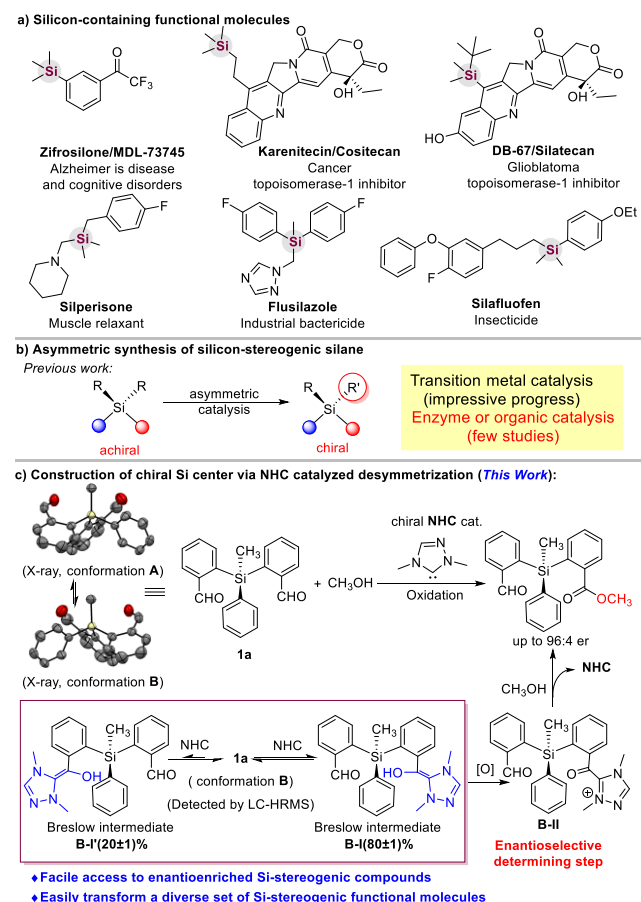 a) Silicon-containing functional molecules
Si
O
CF3
Zifrosilone/MDL-73745
Alzheimer is disease
and cognitive disorders
Si
O
N
O
O
OH
N
Karenitecin/Cositecan
Cancer
topoisomerase-1 inhibitor
Si
O
N
O
O
OH
N
HO
DB-67/Silatecan
Glioblatoma
topoisomerase-1 inhibitor
F
Si
N
Silperisone
Muscle relaxant
F
F
Si
N
N
N
Flusilazole
Industrial bactericide
OEt
O
F
Si
Silafluofen
Insecticide
b) Asymmetric synthesis of silicon-stereogenic silane
Previous work:
R R
Si
achiral
asymmetric
catalysis
R R'
Si
chiral
Transition metal catalysis
(impressive progress)
Enzyme or organic catalysis
(few studies)
c) Construction of chiral Si center via NHC catalyzed desymmetrization (This Work):
(X-ray, conformation A)
(X-ray, conformation B)
CH3
Si
CHO CHO
1a
+ CH3OH
chiral NHC cat.
N
N N
Oxidation
CH3
Si
CHO
O
OCH3
up to 96:4 er
NHC
CH3OH
CH3
Si
N
OH
N
N
CHO
Breslow intermediate
B-I'(20±1)%
NHC
1a
NHC
( conformation B)
(Detected by LC-HRMS)
CH3
Si
CHO
HO
N
N
N
Breslow intermediate
B-I(80±1)%
[O]
CH3
Si
CHO
O
N
N
N
+
B-II
Enantioselective
determining step
♦Facile access to enantioenriched Si-stereogenic compounds
♦Easily transform a diverse set of Si-stereogenic functional molecules